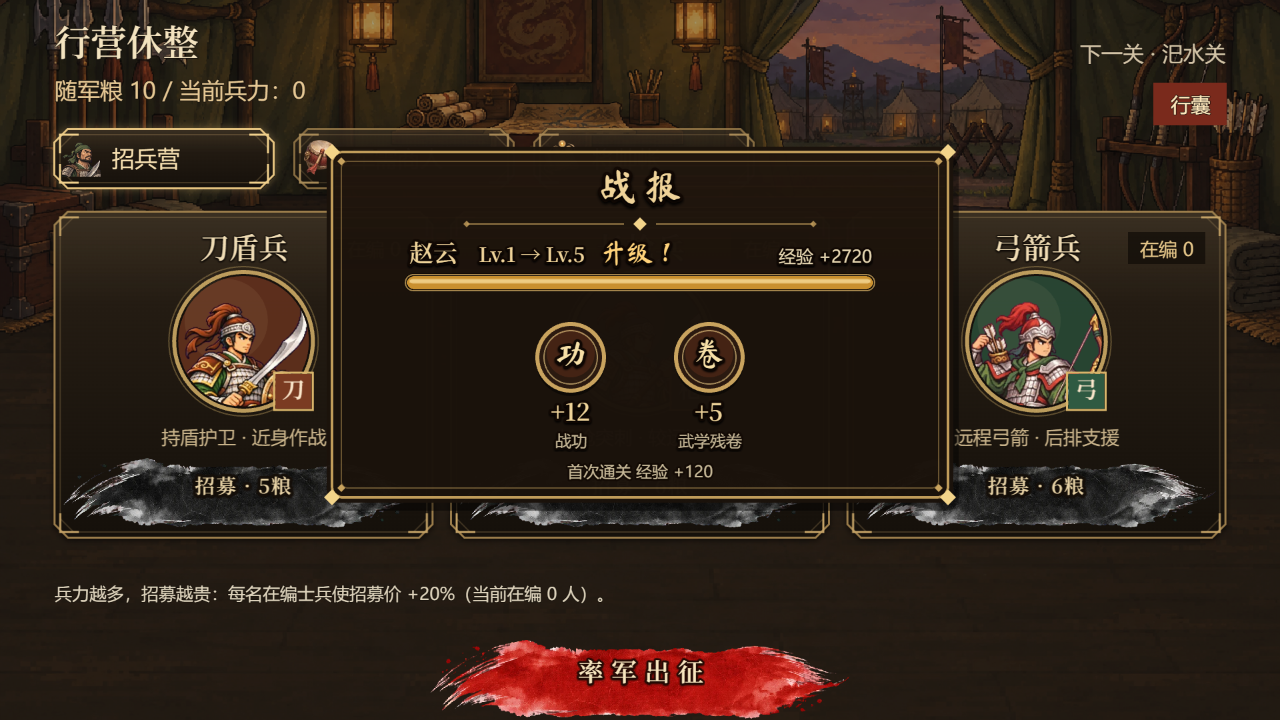 行营休整
随军粮 10 / 当前兵力：0
下一关 · 汜水关
行囊
招兵营
战报
赵云 Lv.1→Lv.5 升级！ 经验 +2720
功
+12
战功
卷
+5
武学残卷
首次通关 经验 +120
刀盾兵
刀
持盾护卫 · 近身作战
招募 · 5粮
弓箭兵
在编 0
弓
远程弓箭 · 后排支援
招募 · 6粮
兵力越多，招募越贵：每名在编士兵使招募价 +20%（当前在编 0 人）。
率军出征